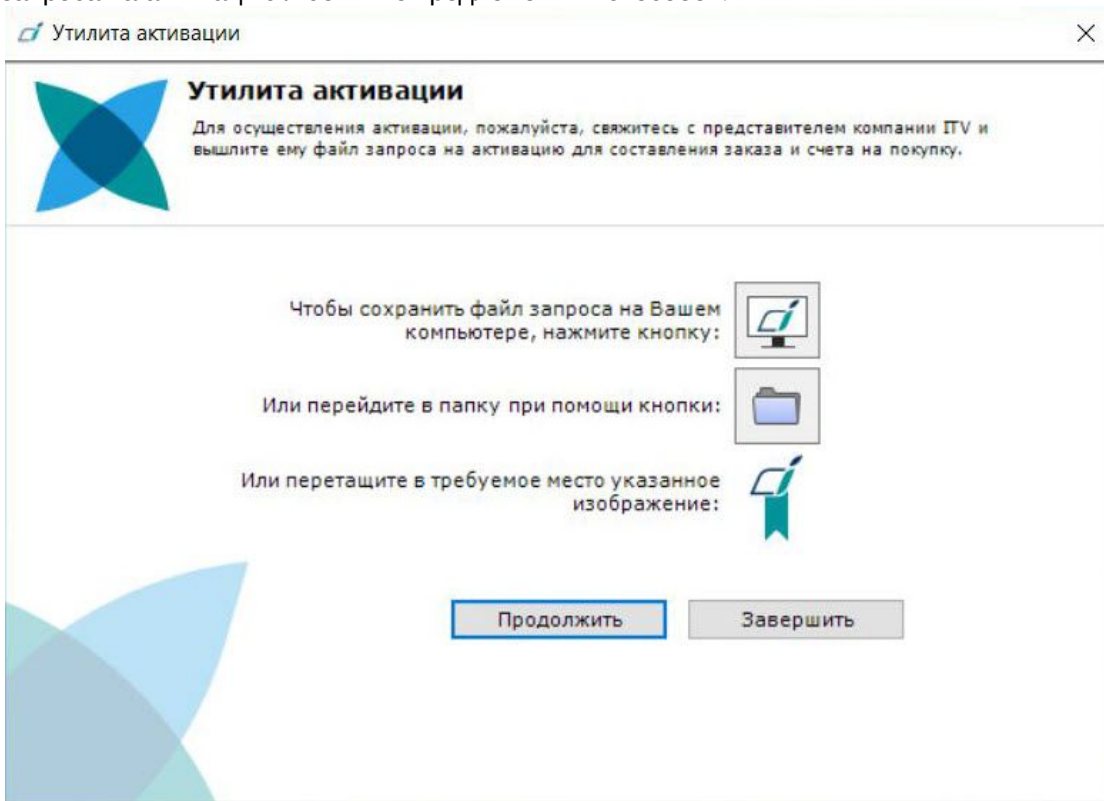 Утилита активации
Утилита активации
Для осуществления активации, пожалуйста, свяжитесь с представителем компании ITV и
вышлите ему файл запроса на активацию для составления заказа и счета на покупку.
Чтобы сохранить файл запроса на Вашем
компьютере, нажмите кнопку:
Или перейдите в папку при помощи кнопки:
Или перетащите в требуемое место указанное
изображение:
Продолжить
Завершить